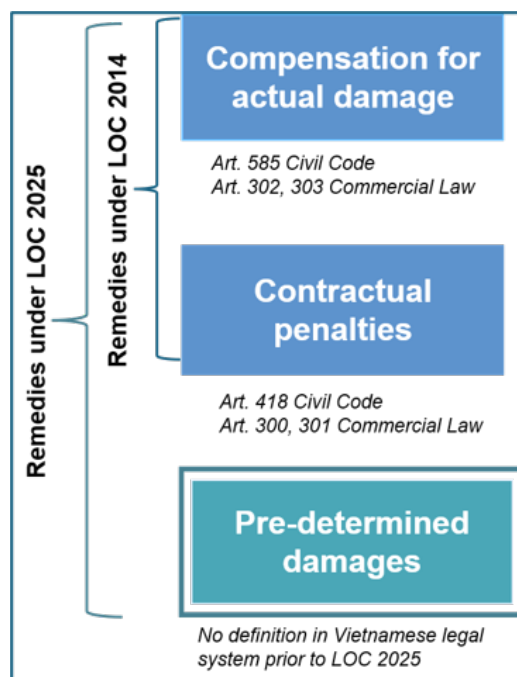 Remedies under LOC 2025
Remedies under LOC 2014
Compensation for
actual damage
Art. 585 Civil Code
Art. 302, 303 Commercial Law
Contractual
penalties
Art. 418 Civil Code
Art. 300, 301 Commercial Law
Pre-determined
damages
No definition in Vietnamese legal
system prior to LOC 2025